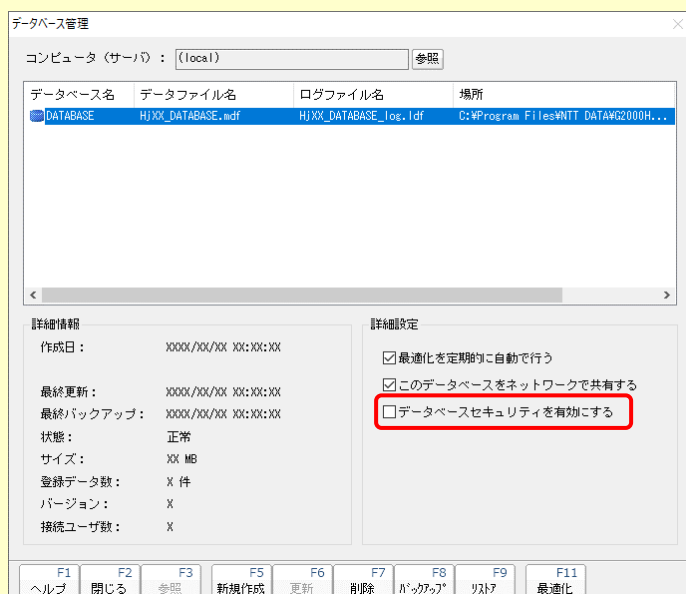 データベース管理
コンピュータ（サーバ）： (local) 参照
データベース名 データファイル名 ログファイル名 場所
DATABASE HjXX_DATABASE.mdf HjXX_DATABASE_log.ldf C:¥Program Files¥NTT DATA¥G2000H...
詳細情報
作成日： XXXX/XX/XX XX:XX:XX
最終更新： XXXX/XX/XX XX:XX:XX
最終バックアップ： XXXX/XX/XX XX:XX:XX
状態： 正常
サイズ： XX MB
登録データ数： X 件
バージョン： X
接続ユーザ数： X
詳細設定
最適化を定期的に自動で行う
このデータベースをネットワークで共有する
データベースセキュリティを有効にする
F1 F2 F3 F5 F6 F7 F8 F9 F11
ヘルプ 閉じる 参照 新規作成 更新 削除 ﾊﾞｯｸｱｯﾌﾟ ﾘｽﾄｱ 最適化